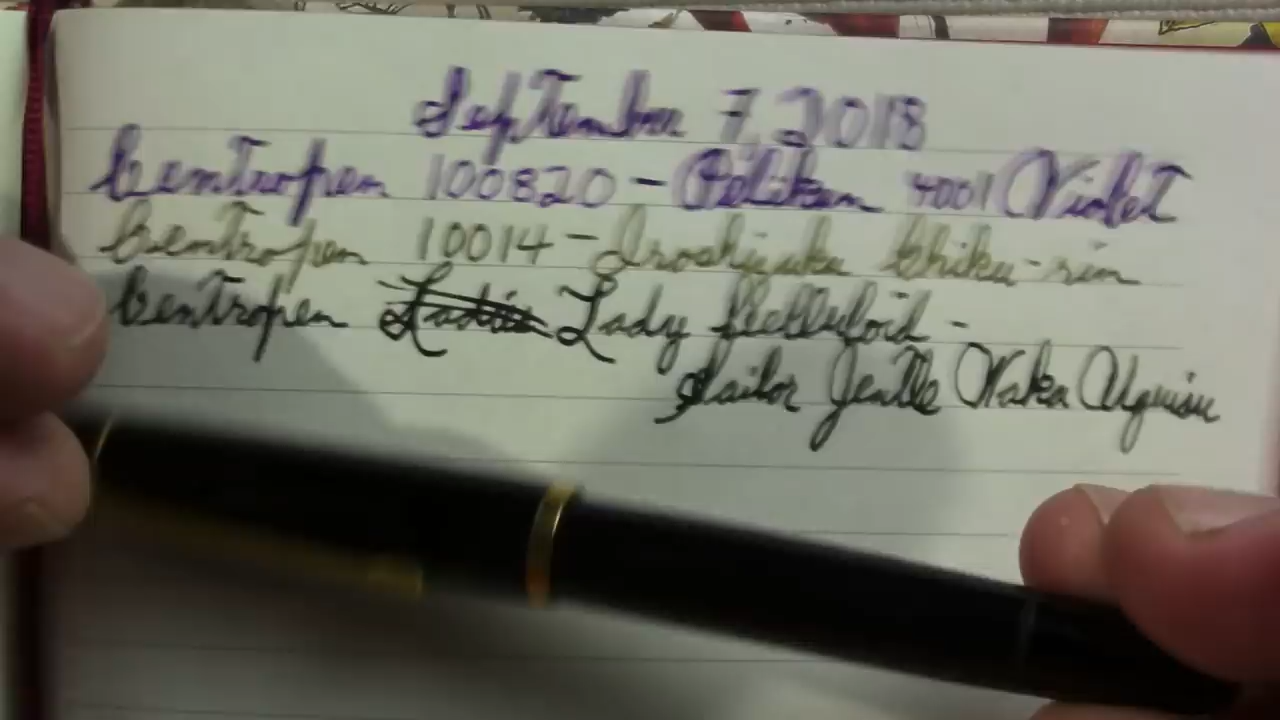 September 7, 2018
Centropen 100820 - Pelikan 4001 Violet
Centropen 10014 - Iroshizuku Chiku-rin
Centropen Lady Celluloid -
Sailor Jentle Waka Uguisu